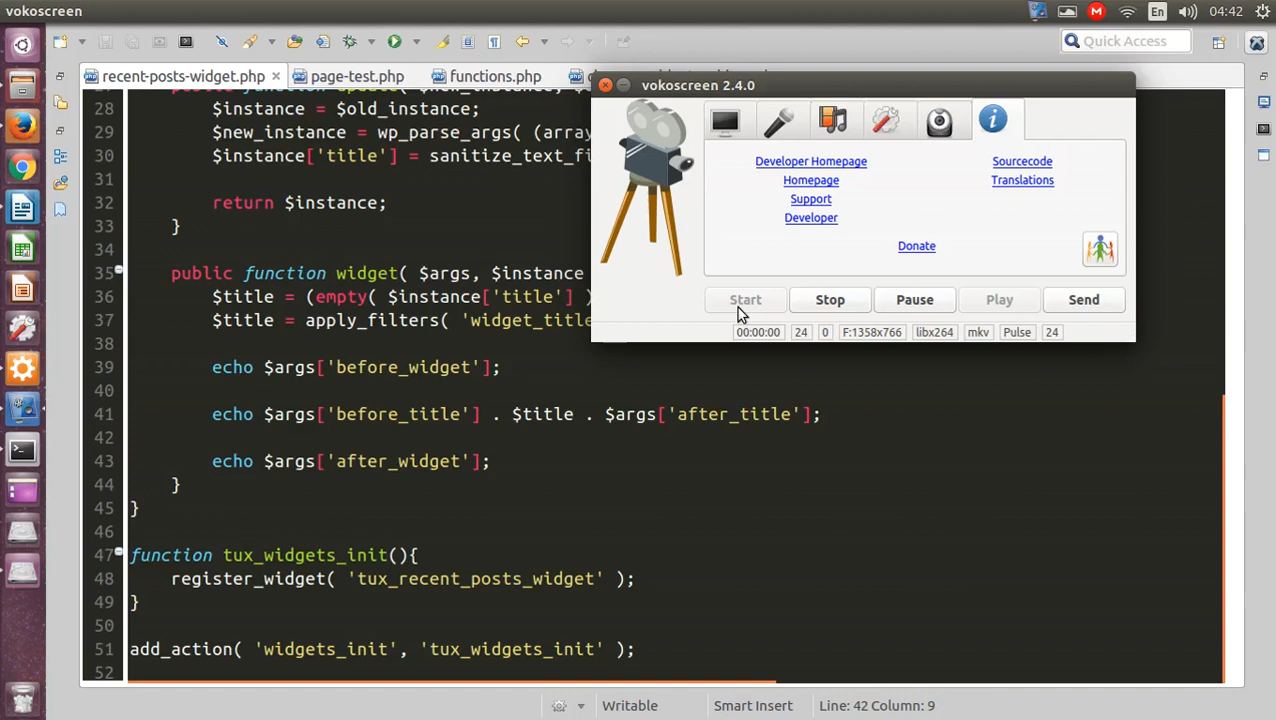 vokoscreen
En
04:42
Quick Access
recent-posts-widget.php
page-test.php
functions.php
vokoscreen 2.4.0
28 $instance = $old_instance;
29 $new_instance = wp_parse_args( (array
30 $instance['title'] = sanitize_text_fi
31
32 return $instance;
33 }
34
35 public function widget( $args, $instance
36 $title = (empty( $instance['title'] )
37 $title = apply_filters( 'widget_title
39 echo $args['before_widget'];
40
41 echo $args['before_title'] . $title . $args['after_title'];
42
43 echo $args['after_widget'];
44 }
45 }
46
47 function tux_widgets_init(){
48 register_widget( 'tux_recent_posts_widget' );
49 }
50
51 add_action( 'widgets_init', 'tux_widgets_init' );
52
Developer Homepage
Sourcecode
Homepage
Translations
Support
Developer
Donate
Start
Stop
Pause
Play
Send
00:00:00
24
0
F:1358x766
libx264
mkv
Pulse
24
Writable
Smart Insert
Line: 42 Column: 9